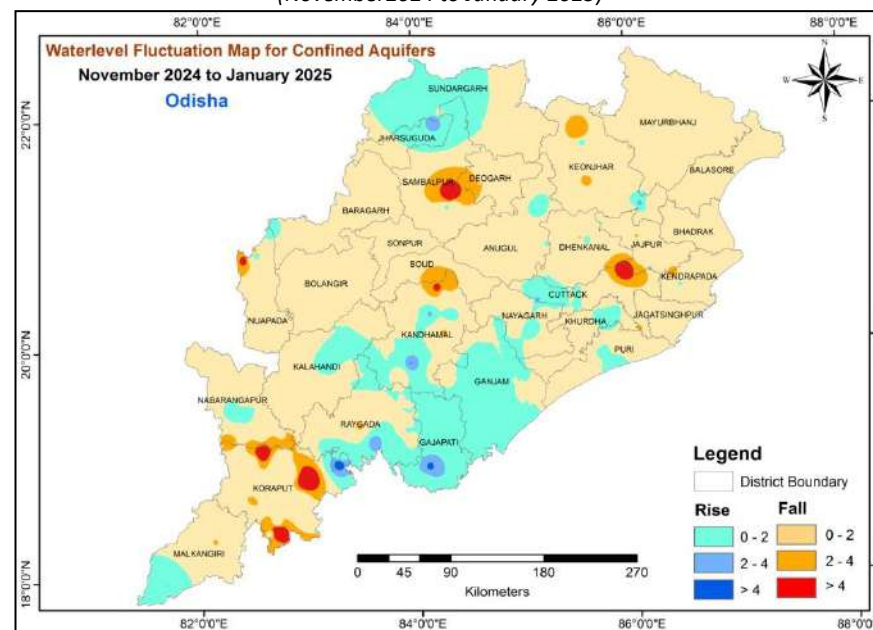 (November2024 to January 2025)
82°0'0"E 84°0'0"E 86°0'0"E 88°0'0"E
Waterlevel Fluctuation Map for Confined Aquifers
November 2024 to January 2025
Odisha
N
W E
S
22°0'0"N
20°0'0"N
18°0'0"N
SUNDARGARH
JHARSUGUDA
MAYURBHANJ
KEONJHAR
SAMBALPUR
DEOGARH
BALASORE
BARAGARH
BHADRAK
SONPUR
ANUGUL
DHENKANAL
JAJPUR
BOUD
KENDRAPADA
BOLANGIR
CUTTACK
NUAPADA
NAYAGARH
KHURDHA
JAGATSINGHPUR
KANDHAMAL
PURI
KALAHANDI
GANJAM
NABARANGAPUR
RAYGADA
GAJAPATI
KORAPUT
MALKANGIRI
Legend
District Boundary
Rise Fall
0 - 2 0 - 2
2 - 4 2 - 4
> 4 > 4
0 45 90 180 270
Kilometers
82°0'0"E 84°0'0"E 86°0'0"E 88°0'0"E